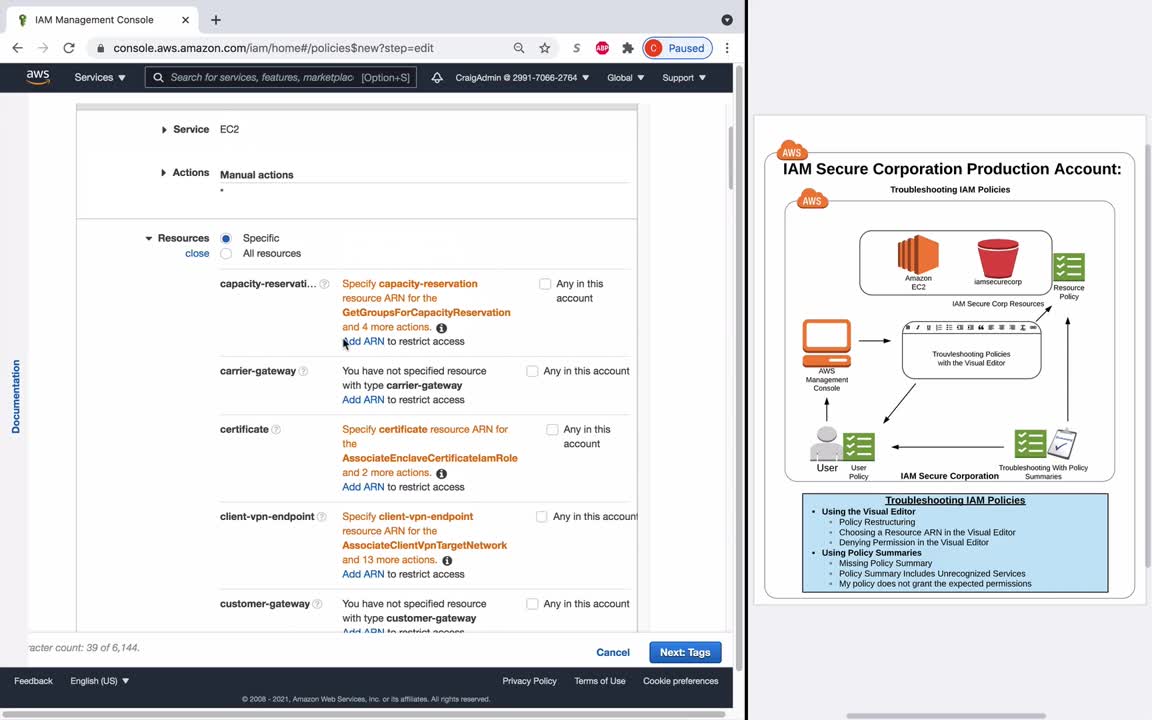 IAM Management Console
console.aws.amazon.com/iam/home#/policies$new?step=edit
S
ABP
C Paused
aws Services Search for services, features, marketplac [Option+S] CraigAdmin @ 2991-7066-2764 Global Support
Documentation
Service EC2
Actions Manual actions
*
Resources Specific
close All resources
capacity-reservati... Specify capacity-reservation resource ARN for the GetGroupsForCapacityReservation and 4 more actions.
Any in this account
Add ARN to restrict access
carrier-gateway You have not specified resource with type carrier-gateway
Any in this account
Add ARN to restrict access
certificate Specify certificate resource ARN for the AssociateEnclaveCertificateIamRole and 2 more actions.
Any in this account
Add ARN to restrict access
client-vpn-endpoint Specify client-vpn-endpoint resource ARN for the AssociateClientVpnTargetNetwork and 13 more actions.
Any in this account
Add ARN to restrict access
customer-gateway You have not specified resource with type customer-gateway
Any in this account
Add ARN to restrict access
racter count: 39 of 6,144.
Cancel Next: Tags
Feedback English (US) Privacy Policy Terms of Use Cookie preferences
© 2008 - 2021, Amazon Web Services, Inc. or its affiliates. All rights reserved.
AWS
IAM Secure Corporation Production Account:
Troubleshooting IAM Policies
AWS
Amazon
EC2
iamsecurecorp
Resource
Policy
IAM Secure Corp Resources
B I U
Trouvleshooting Policies
with the Visual Editor
AWS
Management
Console
User
User
Policy
IAM Secure Corporation
Troubleshooting With Policy
Summaries
Troubleshooting IAM Policies
Using the Visual Editor
Policy Restructuring
Choosing a Resource ARN in the Visual Editor
Denying Permission in the Visual Editor
Using Policy Summaries
Missing Policy Summary
Policy Summary Includes Unrecognized Services
My policy does not grant the expected permissions